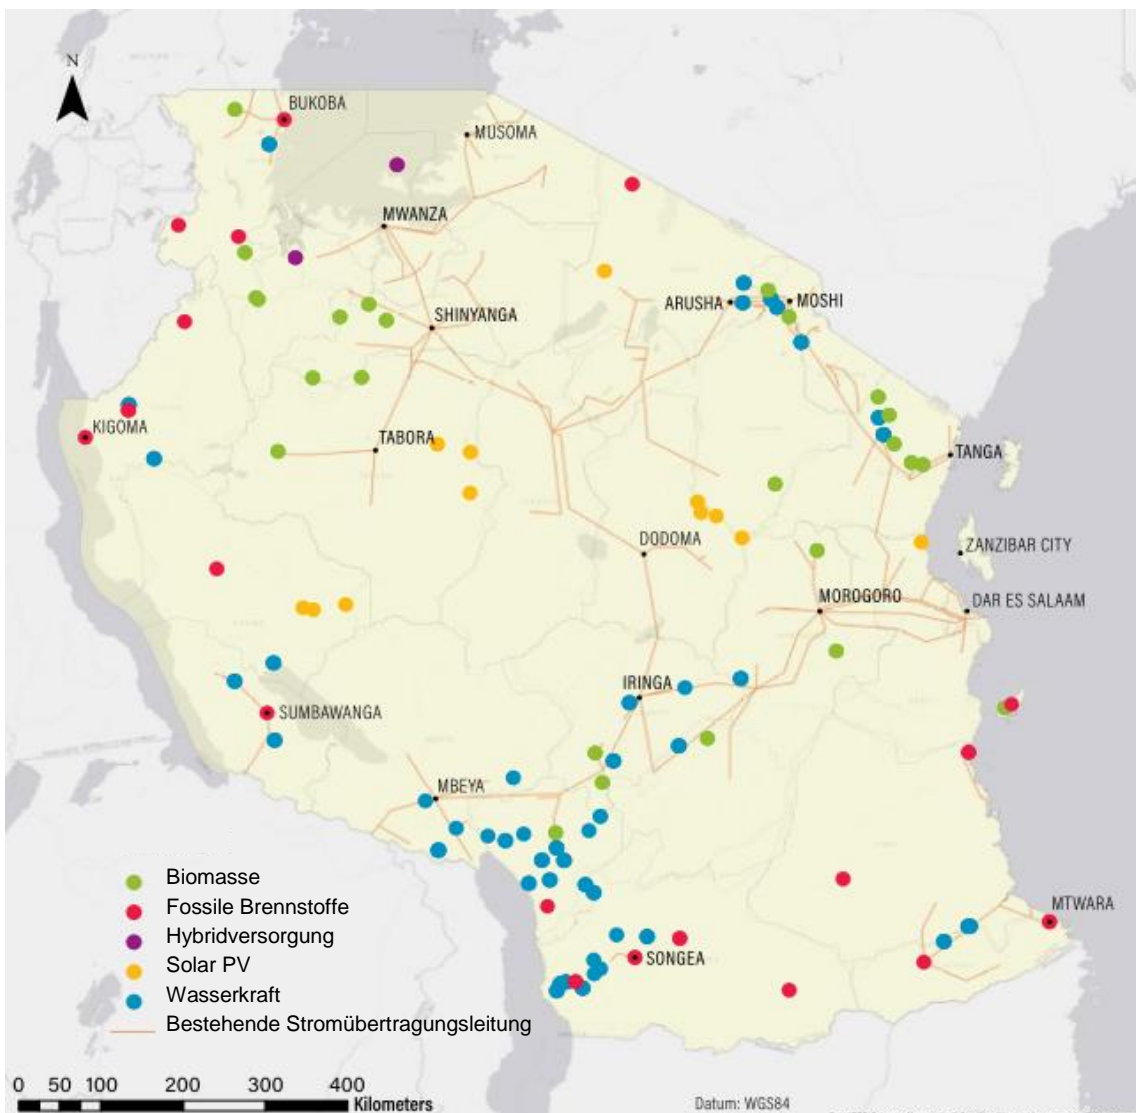 N
BUKOBA
MUSOMA
MWANZA
ARUSHA
MOSHI
SHINYANGA
KIGOMA
TABORA
TANGA
DODOMA
ZANZIBAR CITY
MOROGORO
DAR ES SALAAM
IRINGA
SUMBAWANGA
MBEYA
MTWARA
SONGEA
Biomasse
Fossile Brennstoffe
Hybridversorgung
Solar PV
Wasserkraft
Bestehende Stromübertragungsleitung
0 50 100 200 300 400
Kilometers
Datum: WGS84